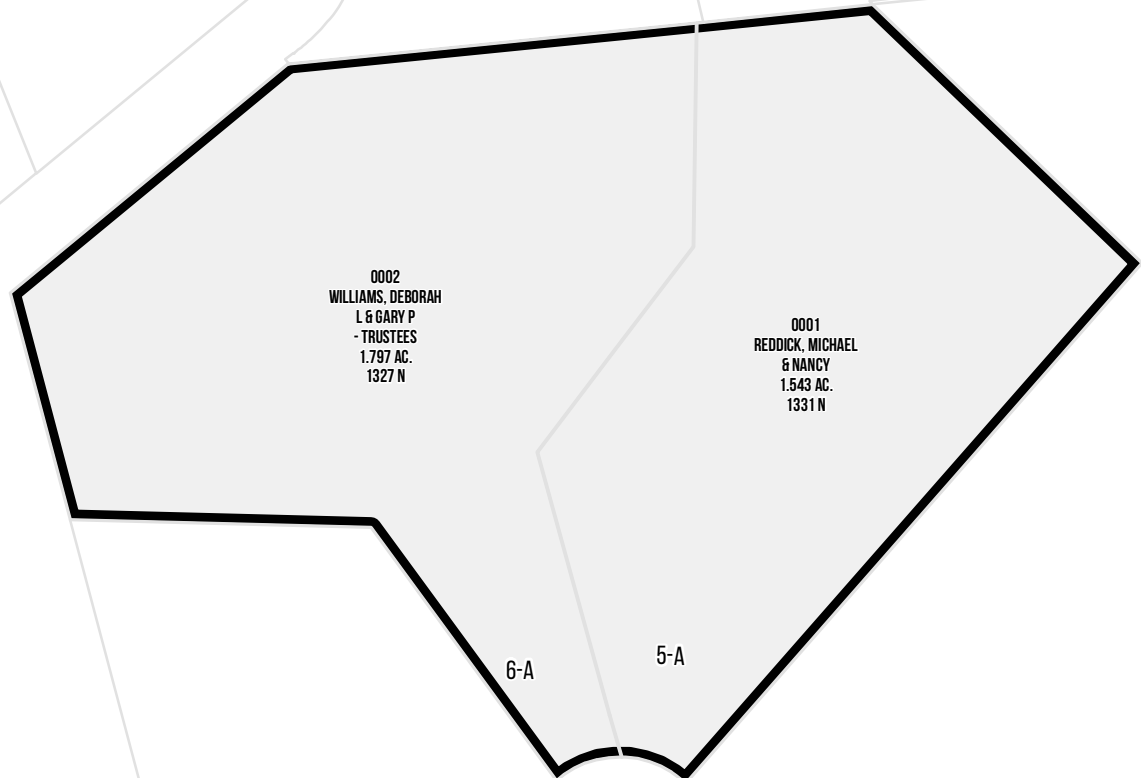 0002
WILLIAMS, DEBORAH
L & GARY P
- TRUSTEES
1.797 AC.
1327 N
0001
REDDICK, MICHAEL
& NANCY
1.543 AC.
1331 N
6-A
5-A